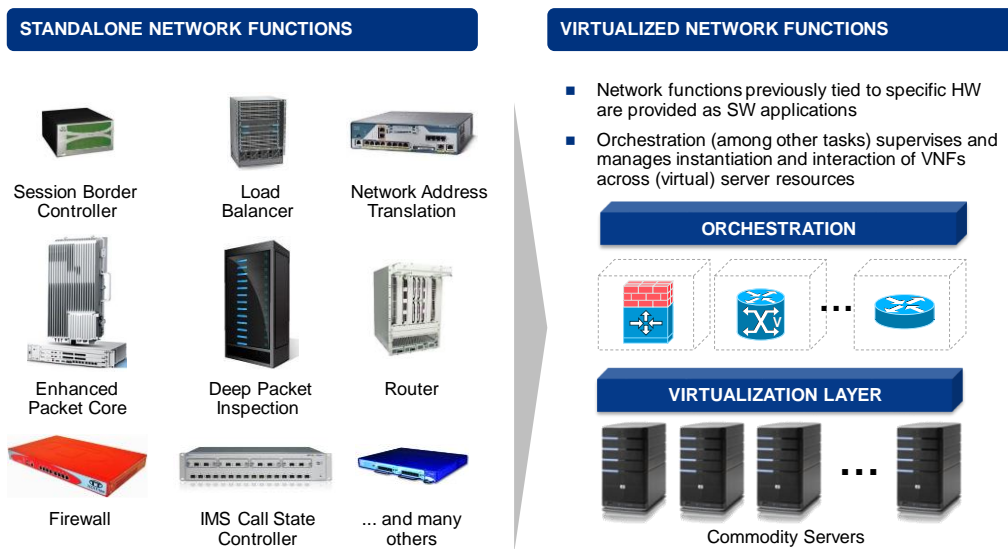 STANDALONE NETWORK FUNCTIONS
Session Border
Controller
Load
Balancer
Network Address
Translation
Enhanced
Packet Core
Deep Packet
Inspection
Router
Firewall
IMS Call State
Controller
... and many
others
VIRTUALIZED NETWORK FUNCTIONS
Network functions previously tied to specific HW
are provided as SW applications
Orchestration (among other tasks) supervises and
manages instantiation and interaction of VNFs
across (virtual) server resources
ORCHESTRATION
V
...
VIRTUALIZATION LAYER
...
Commodity Servers